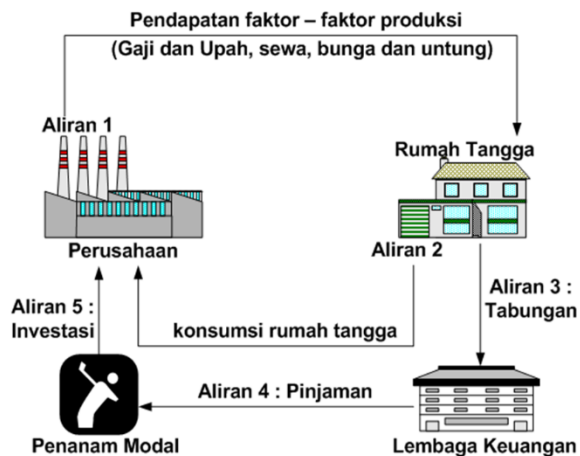 Pendapatan faktor – faktor produksi
(Gaji dan Upah, sewa, bunga dan untung)
Aliran 1
Rumah Tangga
Perusahaan
Aliran 2
Aliran 3 :
Tabungan
Aliran 5 :
Investasi
konsumsi rumah tangga
Aliran 4 : Pinjaman
Penanam Modal
Lembaga Keuangan